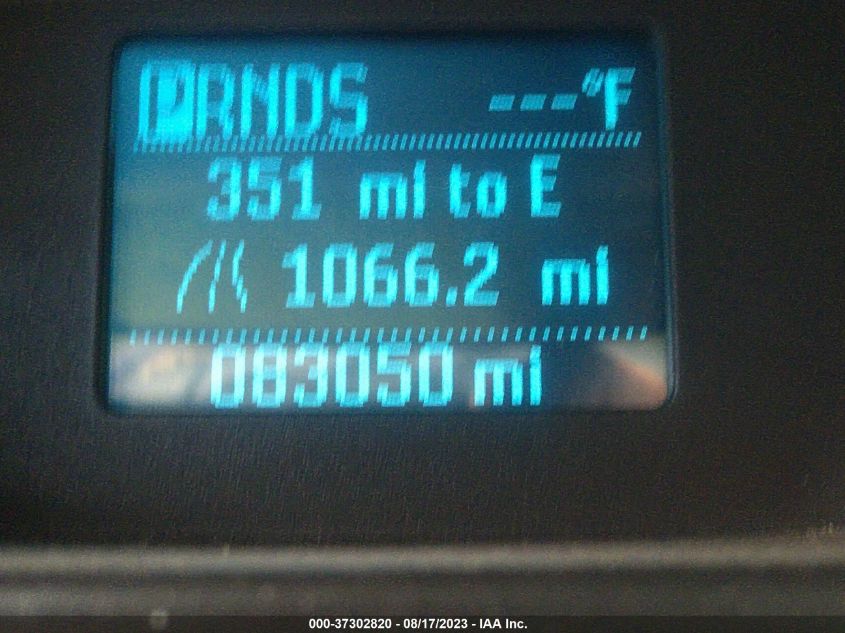 PRNDS ---°F
351 mi to E
1066.2 mi
083050 mi
000-37302820 - 08/17/2023 - IAA Inc.